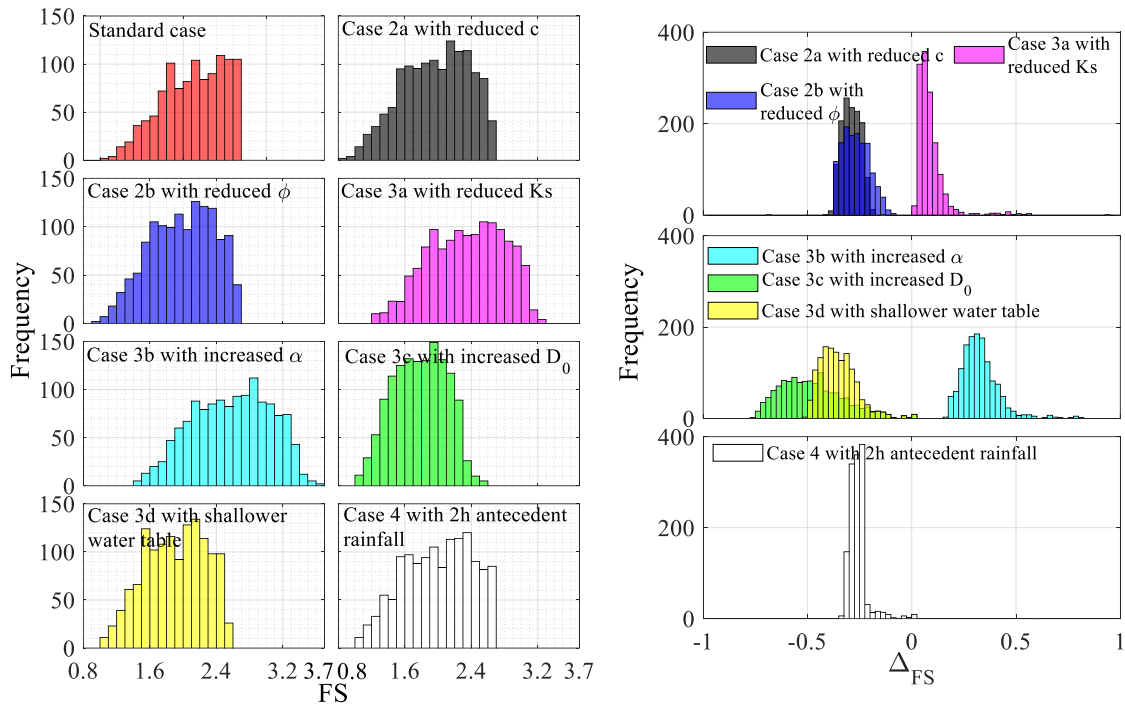 150
100
50
0
Standard case
Case 2a with reduced c
150
100
50
0
Case 2b with reduced ϕ
Case 3a with reduced Ks
150
100
50
0
Case 3b with increased α
Case 3c with increased D0
150
100
50
0
Case 3d with shallower
water table
Case 4 with 2h antecedent
rainfall
0.8 1.6 2.4 3.2 3.7 0.8 1.6 2.4 3.2 3.7
Frequency
FS
400
200
0
Case 2a with reduced c
Case 2b with
reduced ϕ
Case 3a with
reduced Ks
400
200
0
Case 3b with increased α
Case 3c with increased D0
Case 3d with shallower water table
400
200
0
Case 4 with 2h antecedent rainfall
-1 -0.5 0 0.5 1
Frequency
ΔFS